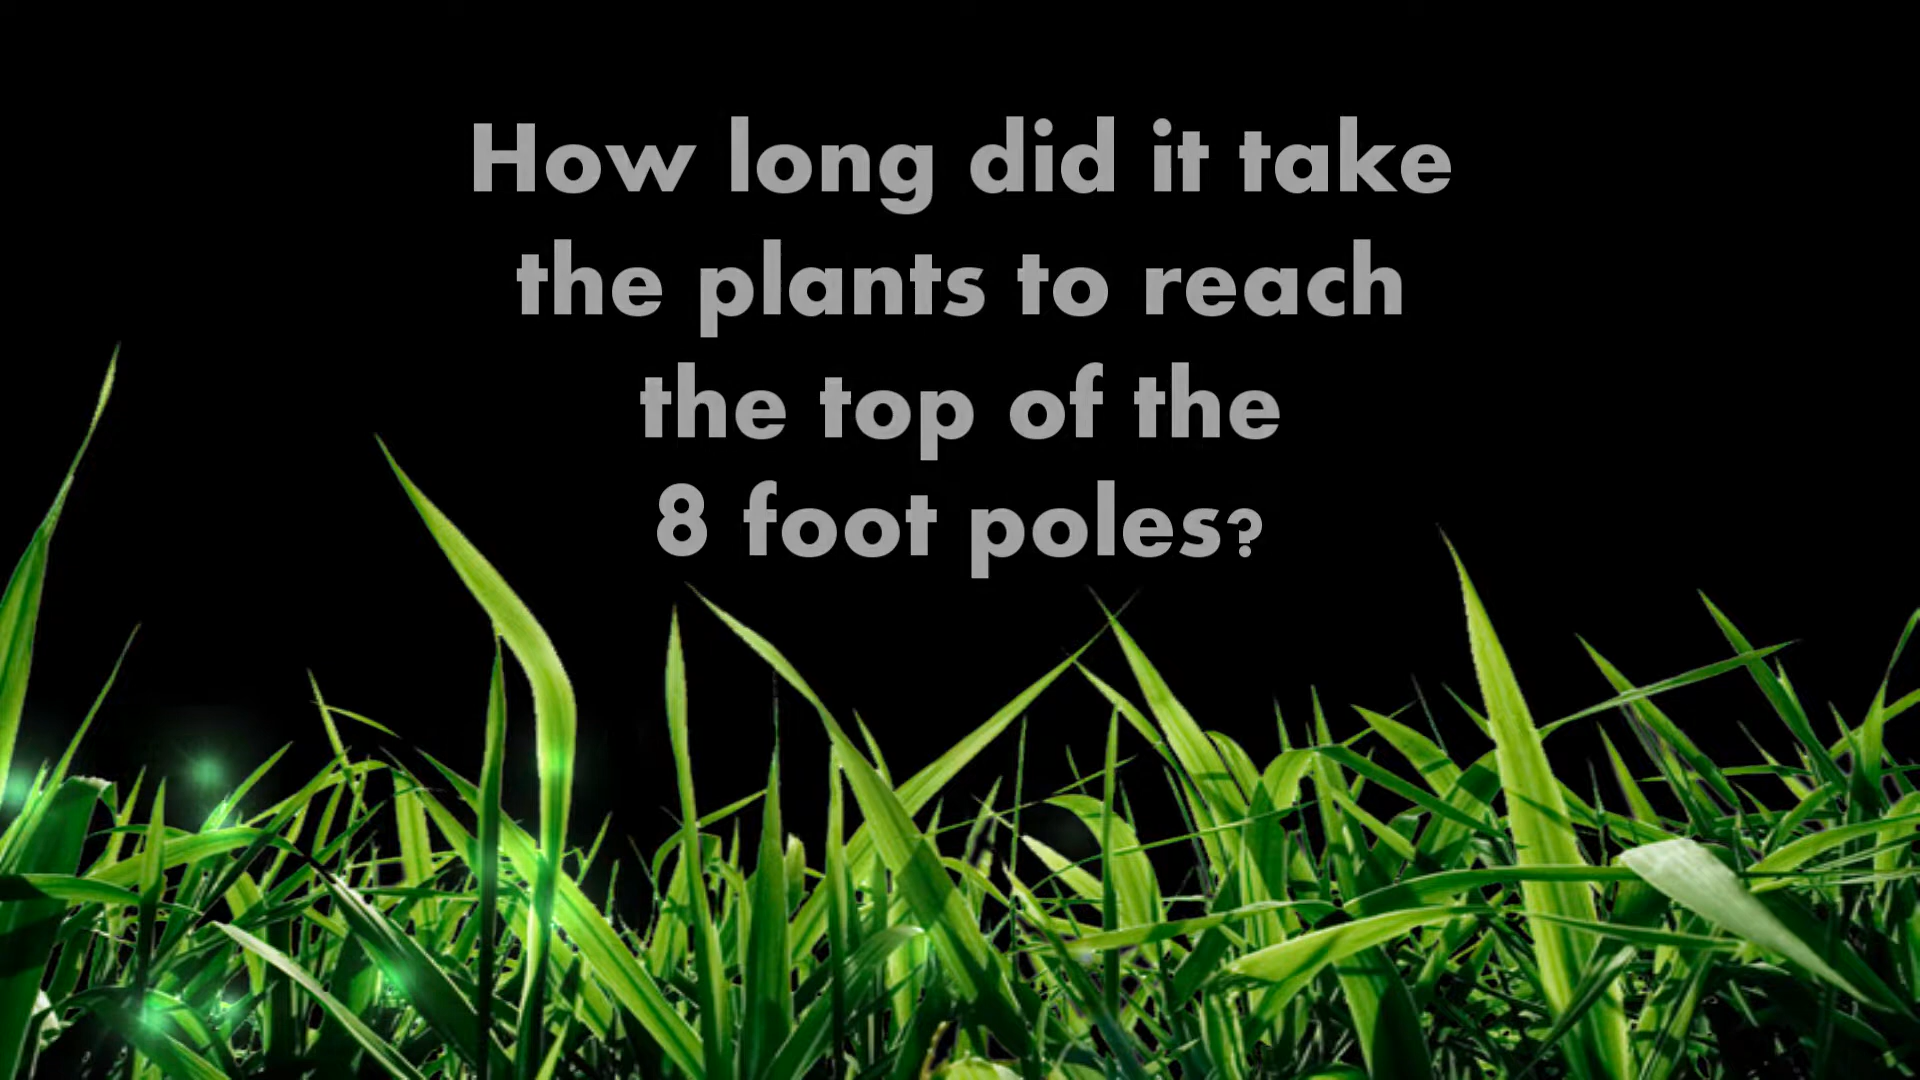 How long did it take
the plants to reach
the top of the
8 foot poles?